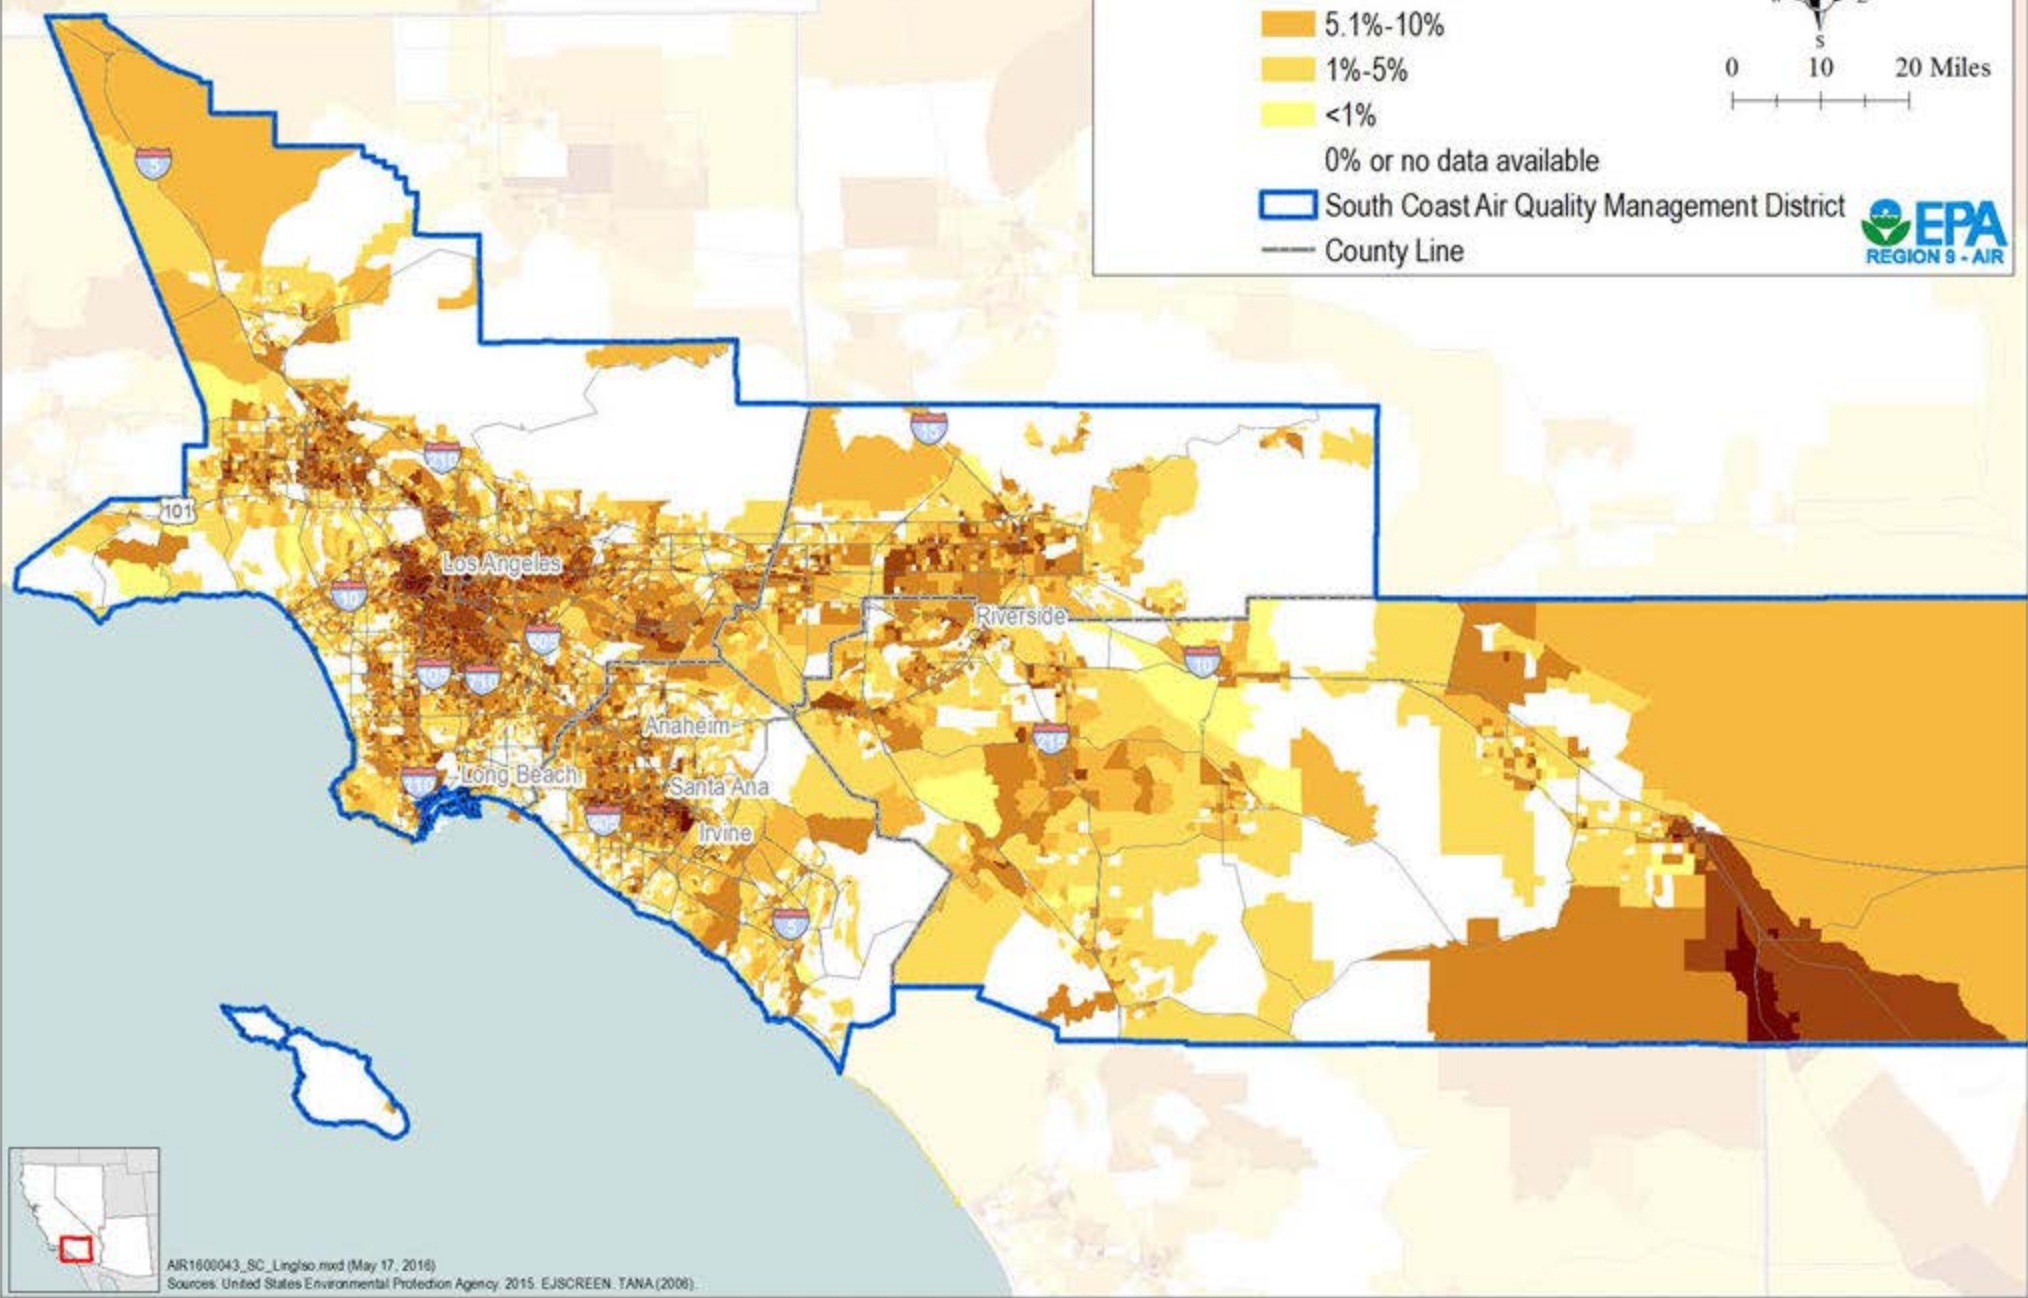 5.1%-10%
1%-5%
<1%
0% or no data available
South Coast Air Quality Management District
County Line
S
0 10 20 Miles
EPA
REGION 9 - AIR
5
15
210
101
Los Angeles
10
605
Riverside
105
710
10
Anaheim
215
110
Long Beach
Santa Ana
405
Irvine
5
AIR1600043_SC_LingIso.mxd (May 17, 2016)
Sources: United States Environmental Protection Agency. 2015. EJSCREEN. TANA (2006).